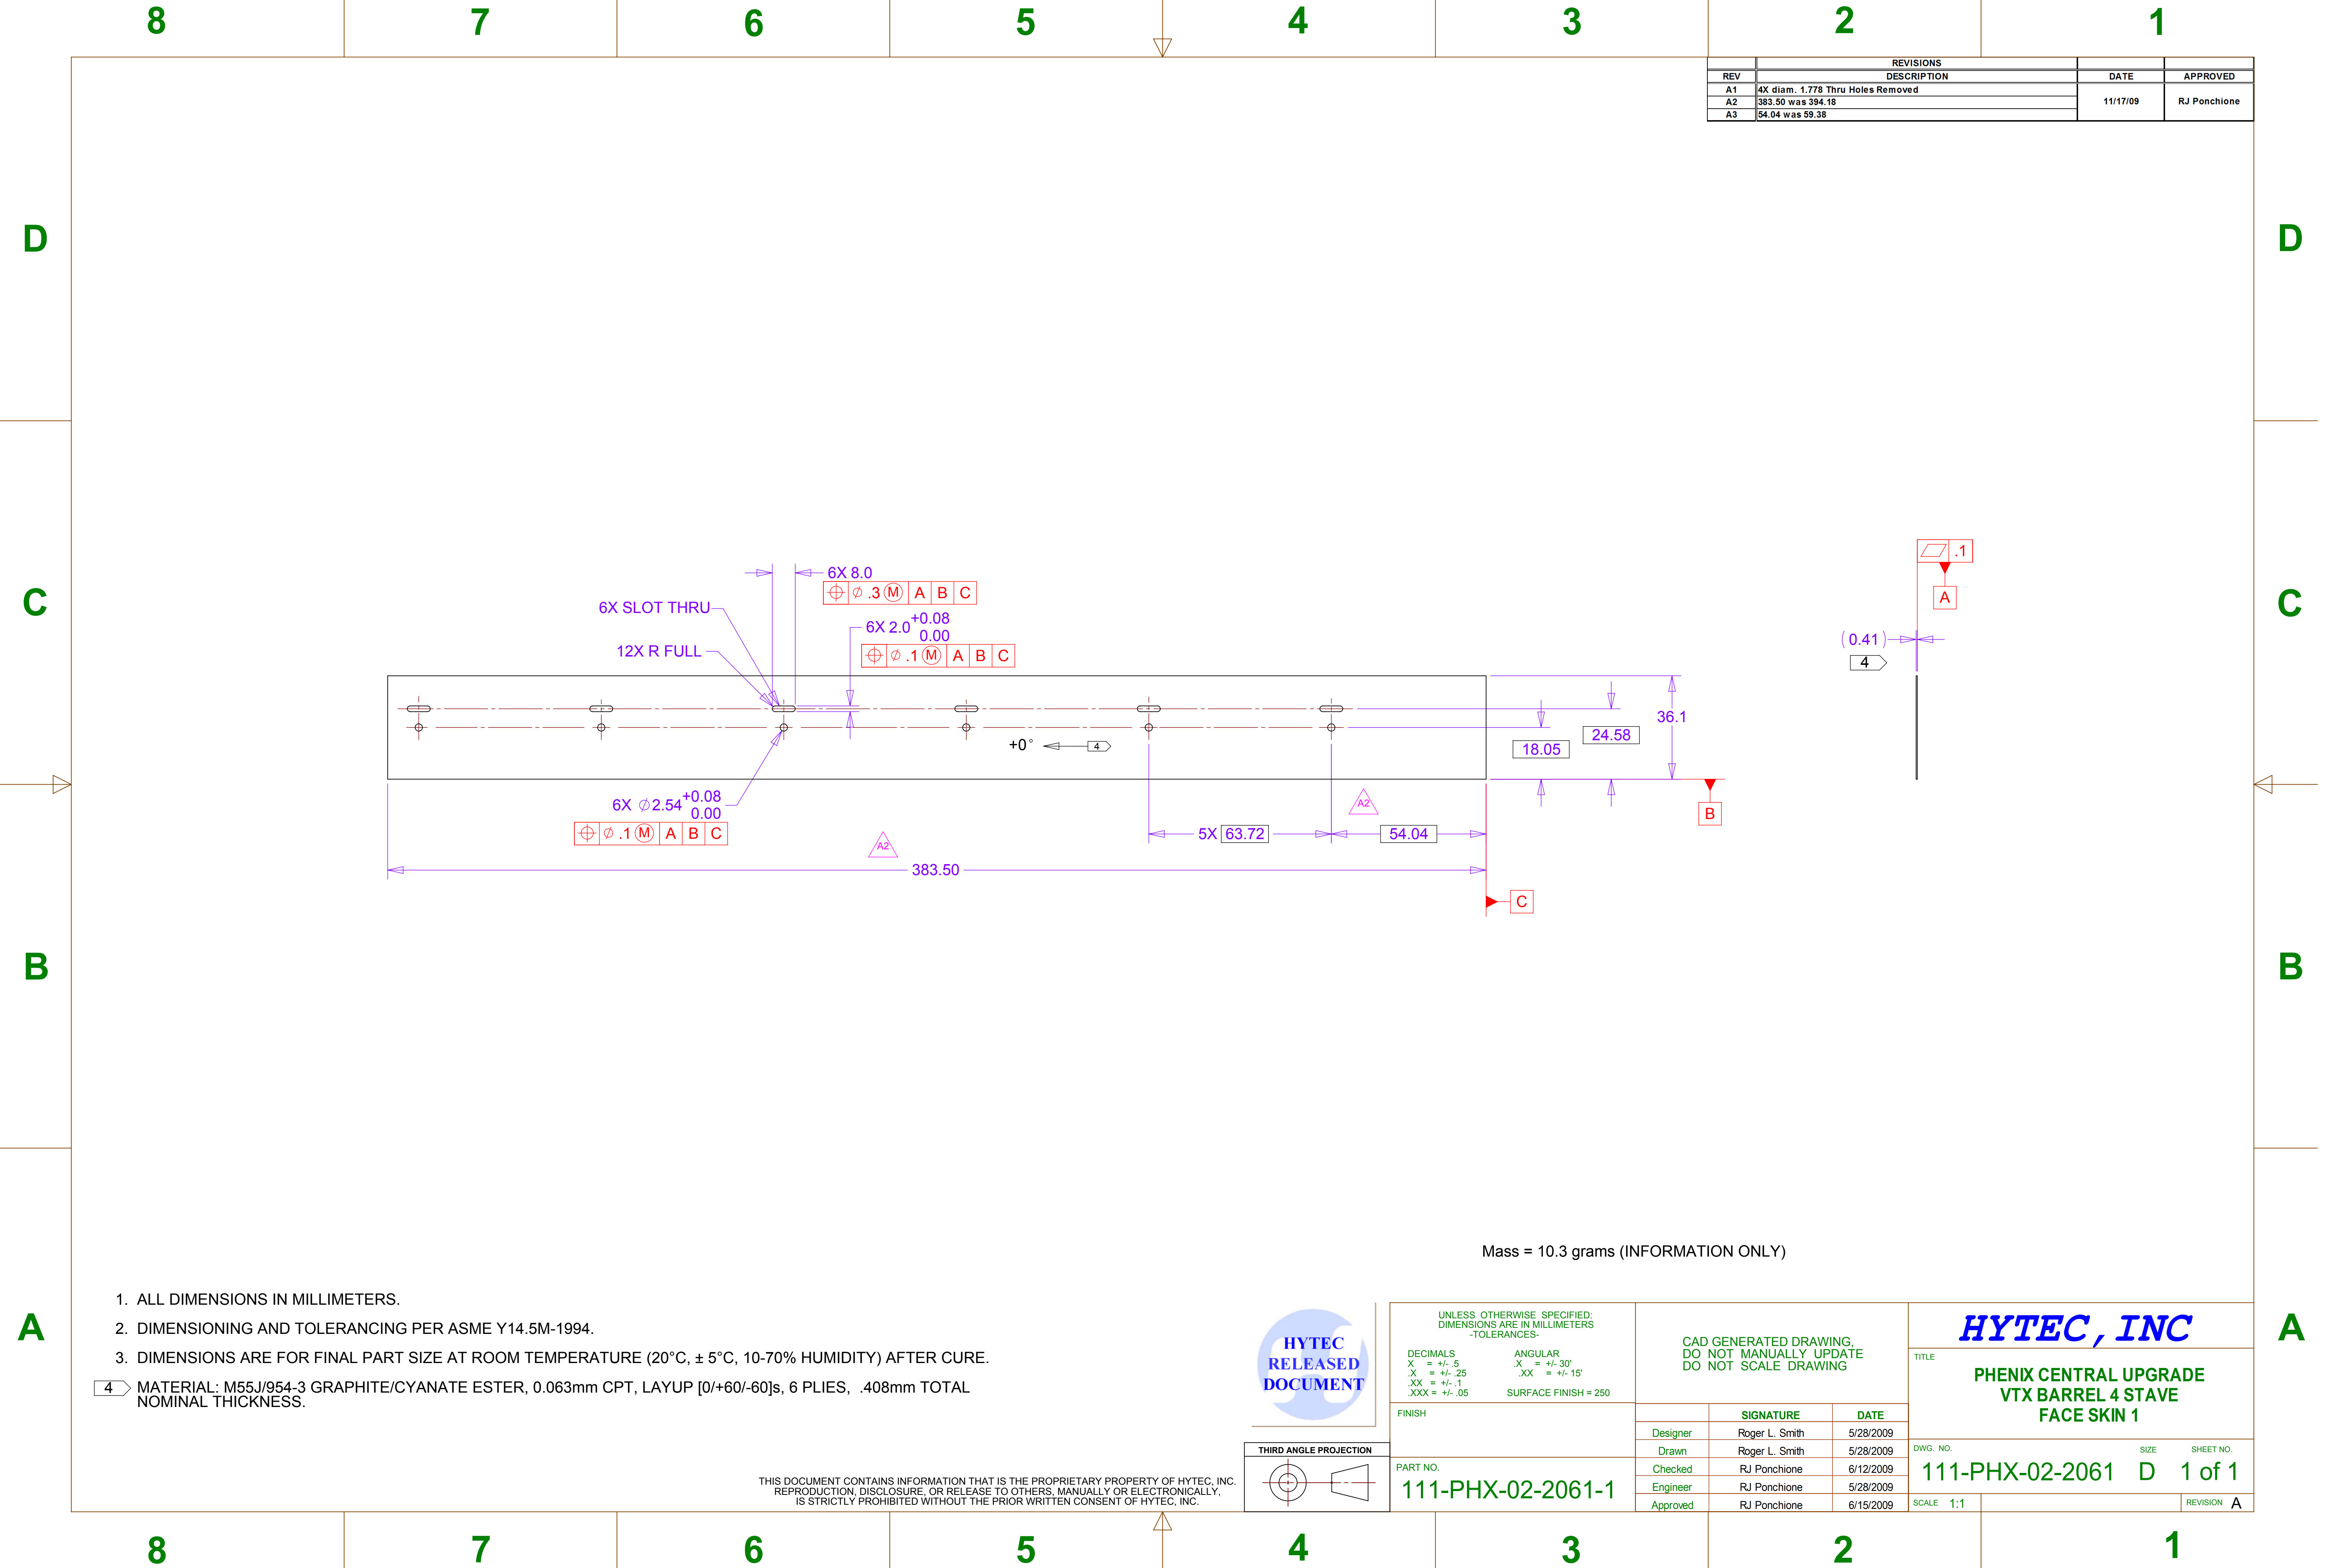 8 7 6 5 4 3 2 1
REVISIONS
REV DESCRIPTION DATE APPROVED
A1 4X diam. 1.778 Thru Holes Removed
A2 383.50 was 394.18 11/17/09 RJ Ponchione
A3 54.04 was 59.38
D D
C C
6X 8.0
⌖ ∅ .3 Ⓜ A B C
6X SLOT THRU
6X 2.0 +0.08
0.00
12X R FULL
⌖ ∅ .1 Ⓜ A B C
⏥ .1
A
( 0.41 )
4
36.1
24.58
18.05
+0° 4
6X ∅2.54 +0.08
0.00
⌖ ∅ .1 Ⓜ A B C
A2
B
5X 63.72 54.04
A2
383.50
C
B B
Mass = 10.3 grams (INFORMATION ONLY)
A A
1. ALL DIMENSIONS IN MILLIMETERS.
2. DIMENSIONING AND TOLERANCING PER ASME Y14.5M-1994.
3. DIMENSIONS ARE FOR FINAL PART SIZE AT ROOM TEMPERATURE (20°C, ± 5°C, 10-70% HUMIDITY) AFTER CURE.
4 MATERIAL: M55J/954-3 GRAPHITE/CYANATE ESTER, 0.063mm CPT, LAYUP [0/+60/-60]s, 6 PLIES, .408mm TOTAL
NOMINAL THICKNESS.
THIS DOCUMENT CONTAINS INFORMATION THAT IS THE PROPRIETARY PROPERTY OF HYTEC, INC.
REPRODUCTION, DISCLOSURE, OR RELEASE TO OTHERS, MANUALLY OR ELECTRONICALLY,
IS STRICTLY PROHIBITED WITHOUT THE PRIOR WRITTEN CONSENT OF HYTEC, INC.
HYTEC
RELEASED
DOCUMENT
THIRD ANGLE PROJECTION
UNLESS OTHERWISE SPECIFIED:
DIMENSIONS ARE IN MILLIMETERS
-TOLERANCES-
DECIMALS ANGULAR
X = +/- .5 .X = +/- 30'
.X = +/- .25 .XX = +/- 15'
.XX = +/- .1
.XXX = +/- .05 SURFACE FINISH = 250
FINISH
PART NO.
111-PHX-02-2061-1
CAD GENERATED DRAWING,
DO NOT MANUALLY UPDATE
DO NOT SCALE DRAWING
SIGNATURE DATE
Designer Roger L. Smith 5/28/2009
Drawn Roger L. Smith 5/28/2009
Checked RJ Ponchione 6/12/2009
Engineer RJ Ponchione 5/28/2009
Approved RJ Ponchione 6/15/2009
HYTEC, INC
TITLE
PHENIX CENTRAL UPGRADE
VTX BARREL 4 STAVE
FACE SKIN 1
DWG. NO. SIZE SHEET NO.
111-PHX-02-2061 D 1 of 1
SCALE 1:1 REVISION A
8 7 6 5 4 3 2 1